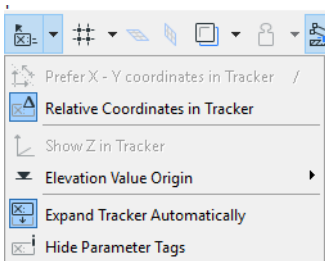 Prefer X - Y coordinates in Tracker /
Relative Coordinates in Tracker
Show Z in Tracker
Elevation Value Origin
Expand Tracker Automatically
Hide Parameter Tags